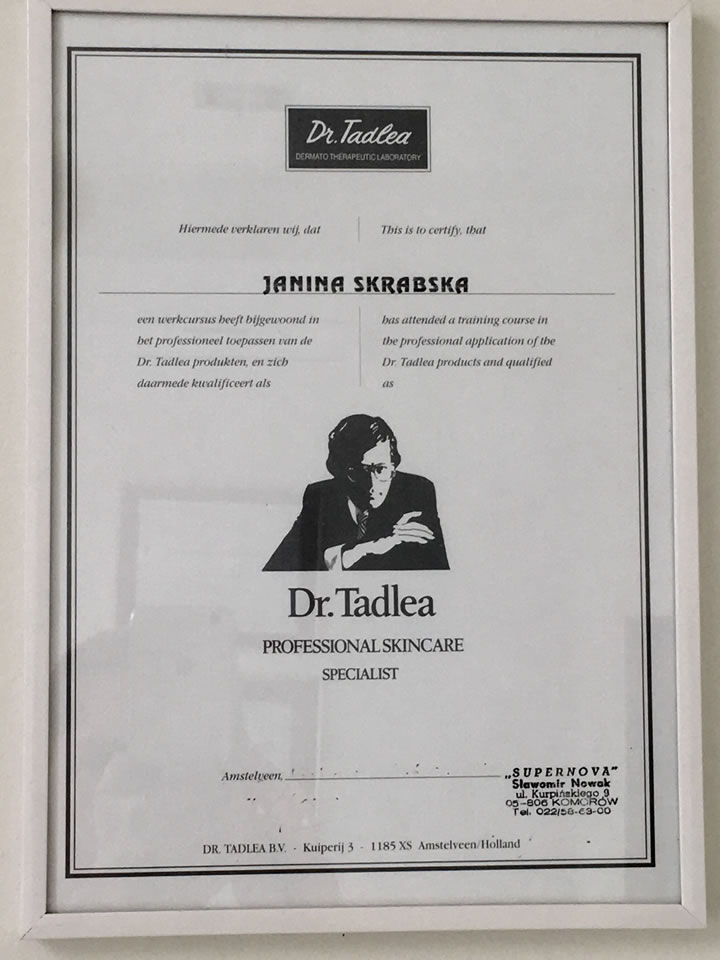 Dr. Tadlea
DERMATO THERAPEUTIC LABORATORY
Hiermede verklaren wij, dat
This is to certify, that
JANINA SKRABSKA
een werkcursus heeft bijgewoond in
het professioneel toepassen van de
Dr. Tadlea produkten, en zich
daarmede kwalificeert als
has attended a training course in
the professional application of the
Dr. Tadlea products and qualified
as
Dr. Tadlea
PROFESSIONAL SKINCARE
SPECIALIST
Amstelveen,
„SUPERNOVA"
Sławomir Nowak
ul. Kurpińskiego 9
05-806 KOMORÓW
Tel. 022/58-63-00
DR. TADLEA B.V. - Kuiperij 3 - 1185 XS Amstelveen/Holland